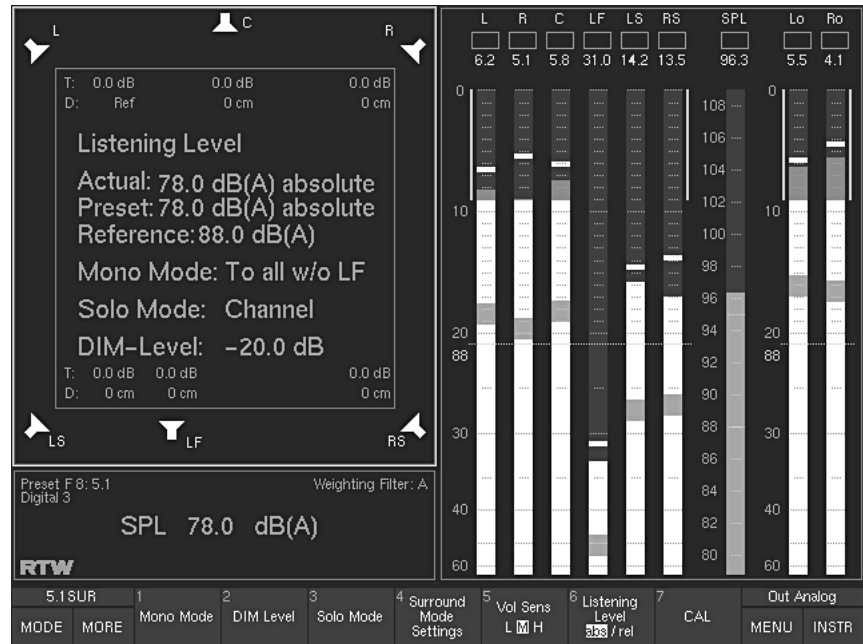 L
C
R
T: 0.0 dB 0.0 dB 0.0 dB
D: Ref 0 cm 0 cm
Listening Level
Actual: 78.0 dB(A) absolute
Preset: 78.0 dB(A) absolute
Reference: 88.0 dB(A)
Mono Mode: To all w/o LF
Solo Mode: Channel
DIM-Level: -20.0 dB
T: 0.0 dB 0.0 dB 0.0 dB
D: 0 cm 0 cm 0 cm
LS
LF
RS
Preset F 8: 5.1 Weighting Filter: A
Digital 3
SPL 78.0 dB(A)
RTW
L R C LF LS RS SPL Lo Ro
6.2 5.1 5.8 31.0 14.2 13.5 96.3 5.5 4.1
0 0
108
106
104
102
10 10
100
98
96
94
20 20
88 88
92
90
30 30
88
86
84
40 40
82
80
60 60
5.1SUR
MODE MORE
1 Mono Mode
2 DIM Level
3 Solo Mode
4 Surround
Mode
Settings
5 Vol Sens
L M H
6 Listening
Level
abs / rel
7 CAL
Out Analog
MENU INSTR